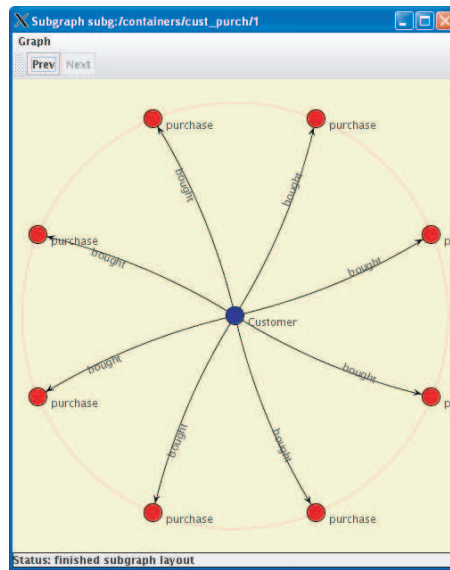 Subgraph subg:/containers/cust_purch/1
Graph
Prev Next
purchase purchase
bought bought
purchase p
bought bought
Customer
bought bought
purchase p
bought bought
purchase purchase
Status: finished subgraph layout